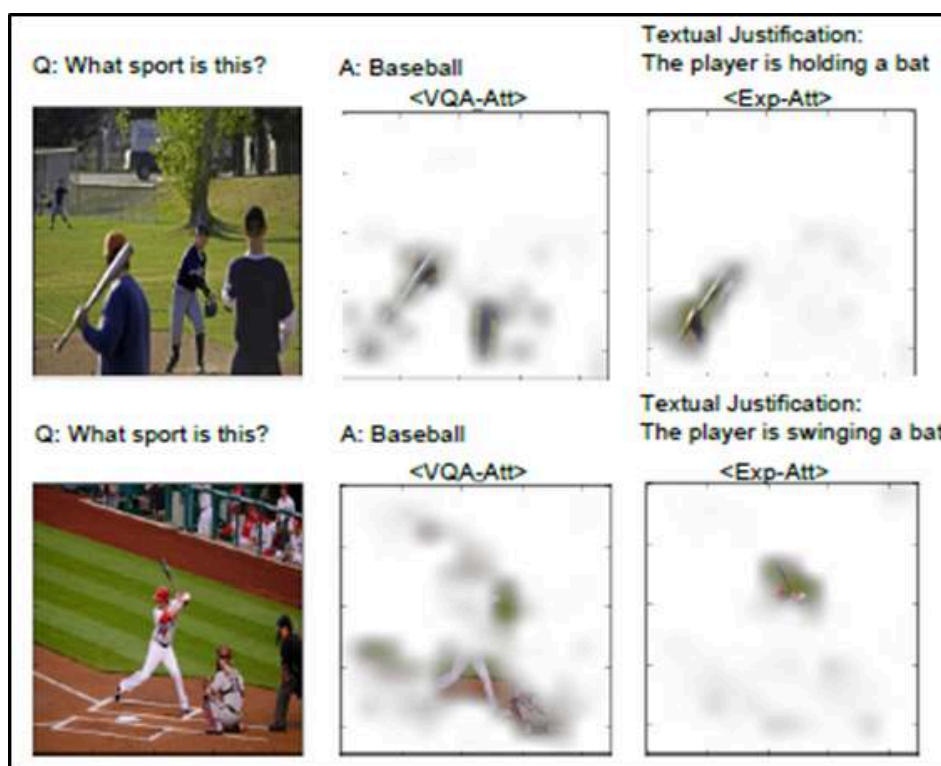 Q: What sport is this?
A: Baseball
<VQA-Att>
Textual Justification:
The player is holding a bat
<Exp-Att>
Q: What sport is this?
A: Baseball
<VQA-Att>
Textual Justification:
The player is swinging a bat
<Exp-Att>